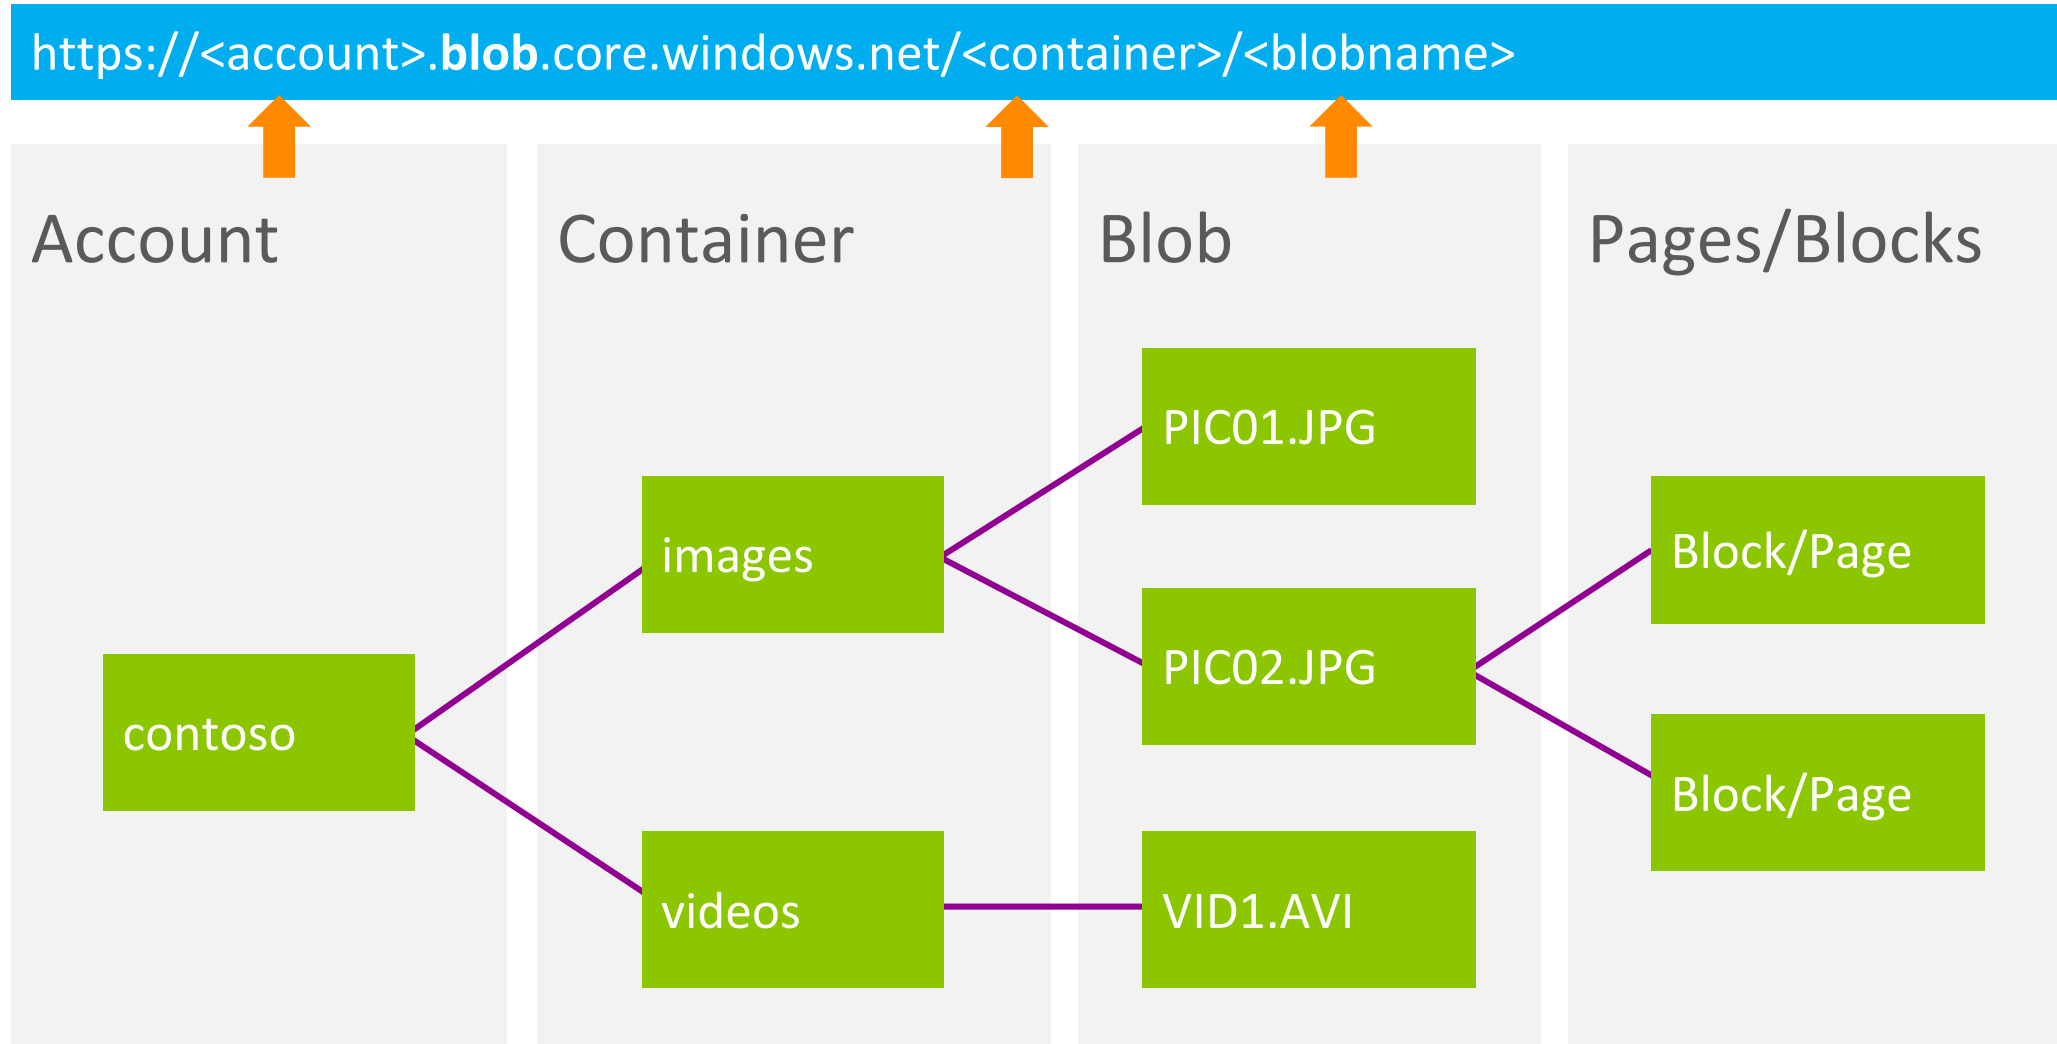 https://<account>.blob.core.windows.net/<container>/<blobname>
Account
Container
Blob
Pages/Blocks
contoso
images
videos
PIC01.JPG
PIC02.JPG
VID1.AVI
Block/Page
Block/Page